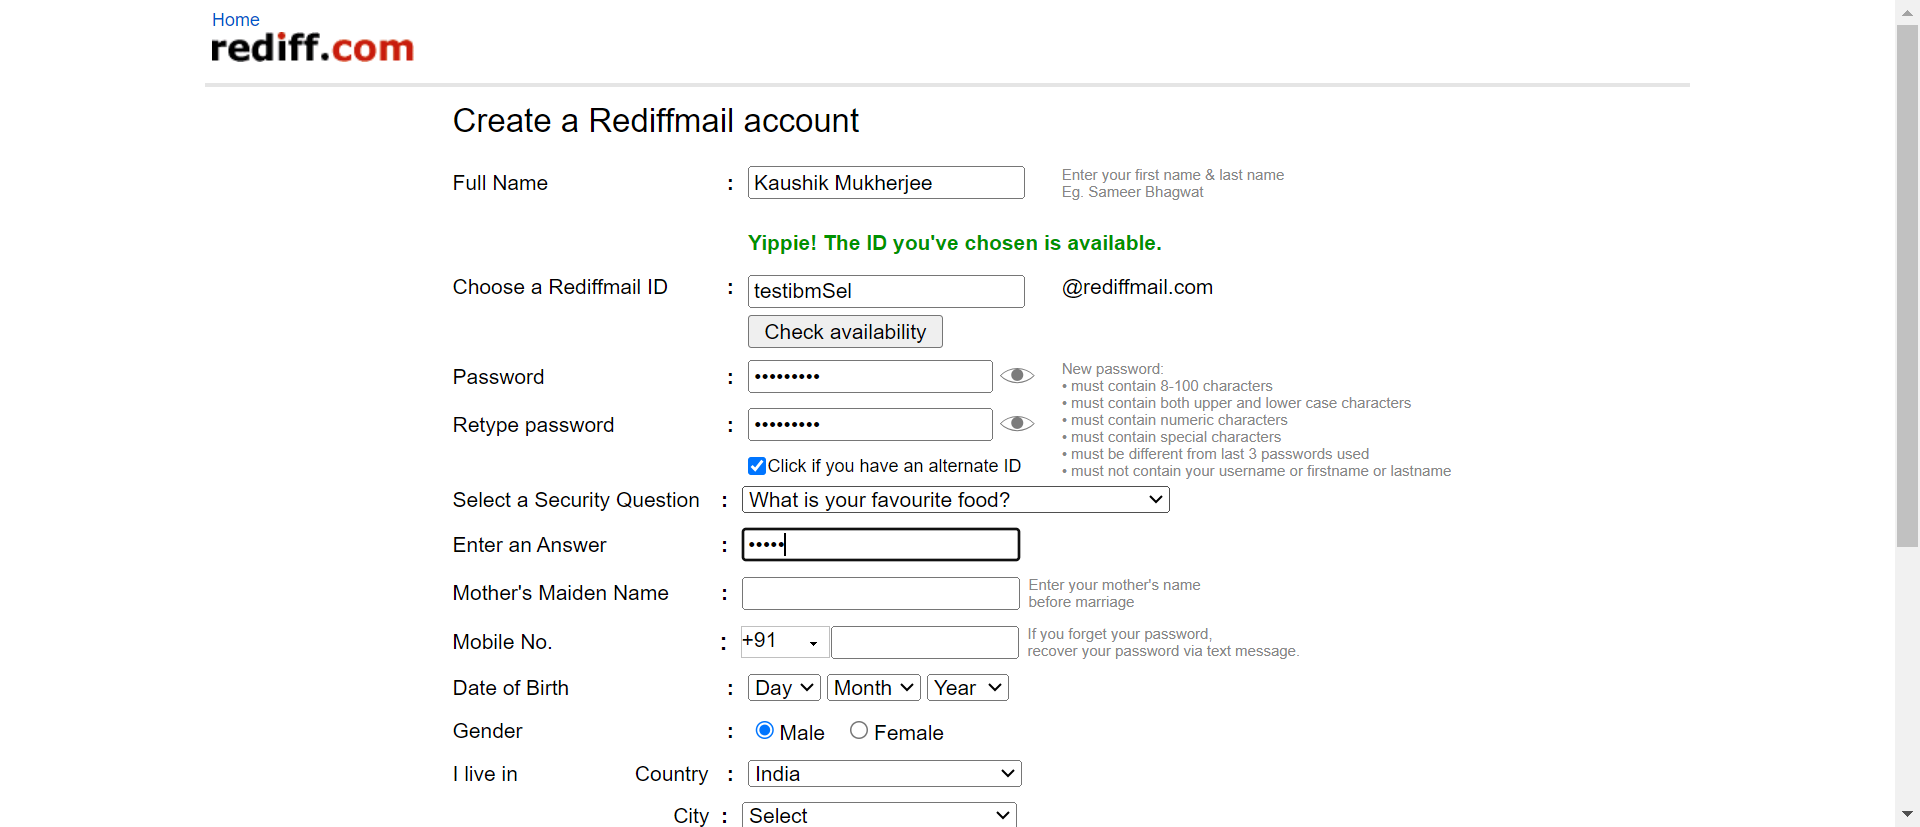 Home
rediff.com
Create a Rediffmail account
Full Name : Kaushik Mukherjee
Enter your first name & last name
Eg. Sameer Bhagwat
Yippie! The ID you've chosen is available.
Choose a Rediffmail ID : testibmSel @rediffmail.com
Check availability
Password : •••••••••
Retype password : •••••••••
New password:
• must contain 8-100 characters
• must contain both upper and lower case characters
• must contain numeric characters
• must contain special characters
• must be different from last 3 passwords used
• must not contain your username or firstname or lastname
Click if you have an alternate ID
Select a Security Question : What is your favourite food?
Enter an Answer : •••••
Mother's Maiden Name :
Enter your mother's name
before marriage
Mobile No. : +91
If you forget your password,
recover your password via text message.
Date of Birth : Day Month Year
Gender : Male Female
I live in Country : India
City : Select